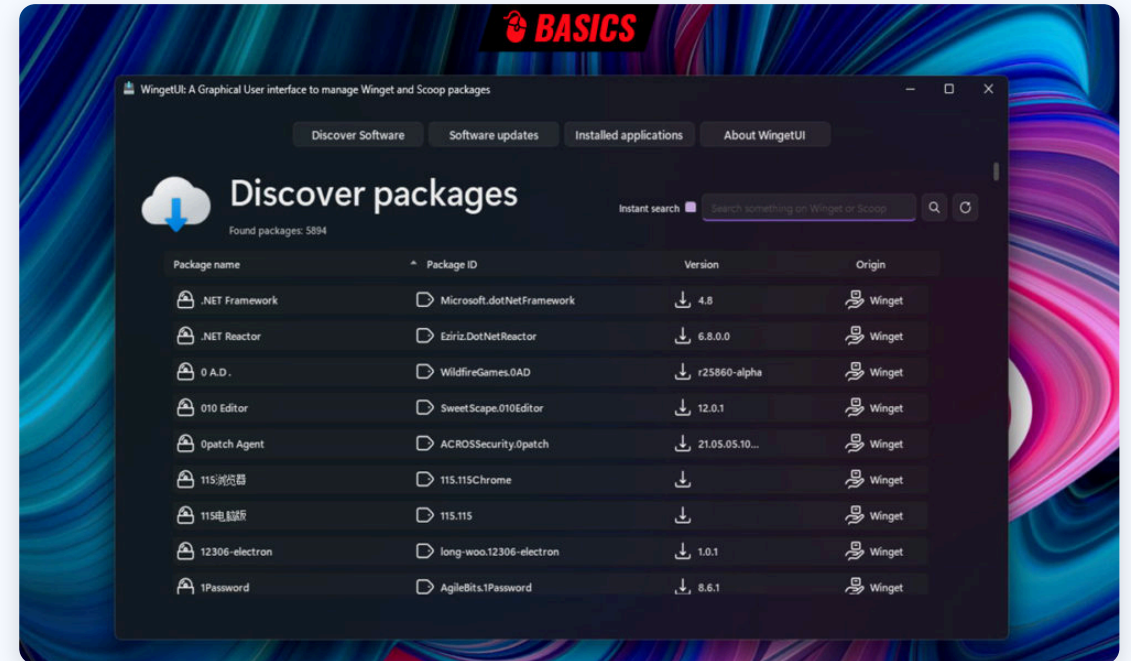 BASICS
WingetUI: A Graphical User interface to manage Winget and Scoop packages
Discover Software Software updates Installed applications About WingetUI
Discover packages
Instant search Search something on Winget or Scoop
Found packages: 5894
Package name Package ID Version Origin
.NET Framework Microsoft.dotNetFramework 4.8 Winget
.NET Reactor Eziriz.DotNetReactor 6.8.0.0 Winget
0 A.D. WildfireGames.0AD r25860-alpha Winget
010 Editor SweetScape.010Editor 12.0.1 Winget
0patch Agent ACROSSecurity.0patch 21.05.05.10... Winget
115浏览器 115.115Chrome Winget
115电脑版 115.115 Winget
12306-electron long-woo.12306-electron 1.0.1 Winget
1Password AgileBits.1Password 8.6.1 Winget